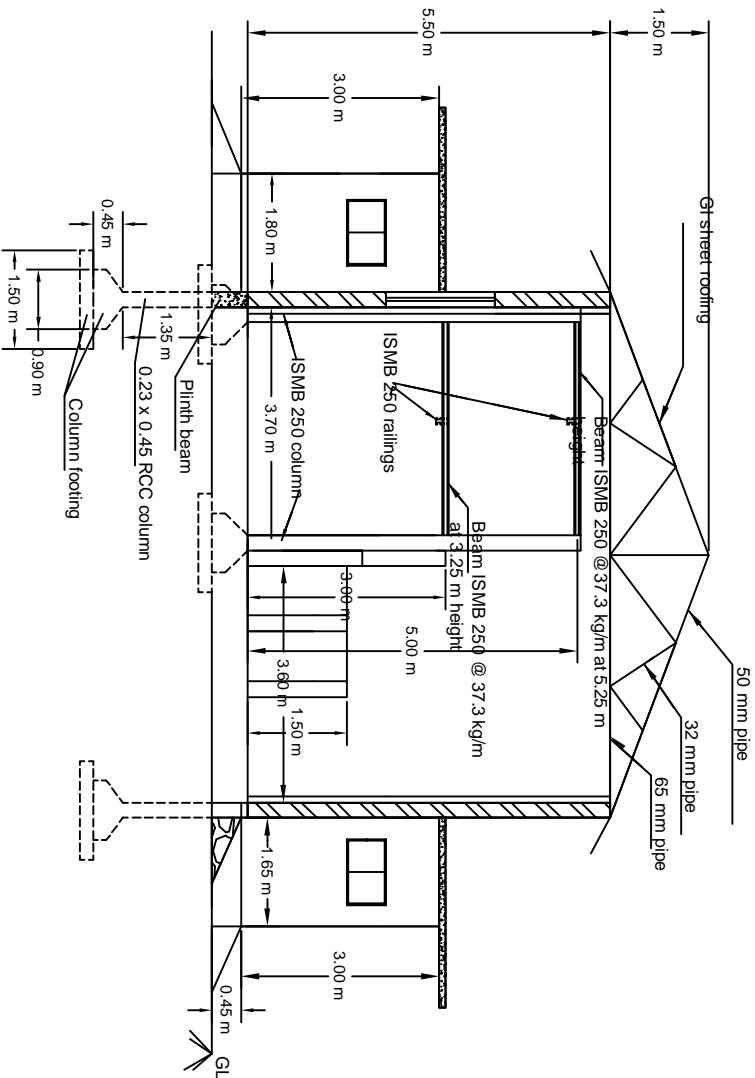 1.50 m
5.50 m
GI sheet roofing
50 mm pipe
32 mm pipe
65 mm pipe
Beam ISMB 250 @ 37.3 kg/m at 5.25 m
height
ISMB 250 railings
Beam ISMB 250 @ 37.3 kg/m
at 3.25 m height
3.00 m
1.80 m
3.70 m
ISMB 250 column
3.00 m
5.00 m
3.60 m
1.50 m
1.65 m
3.00 m
0.45 m
GL
Plinth beam
0.23 x 0.45 RCC column
Column footing
1.35 m
0.45 m
0.90 m
1.50 m